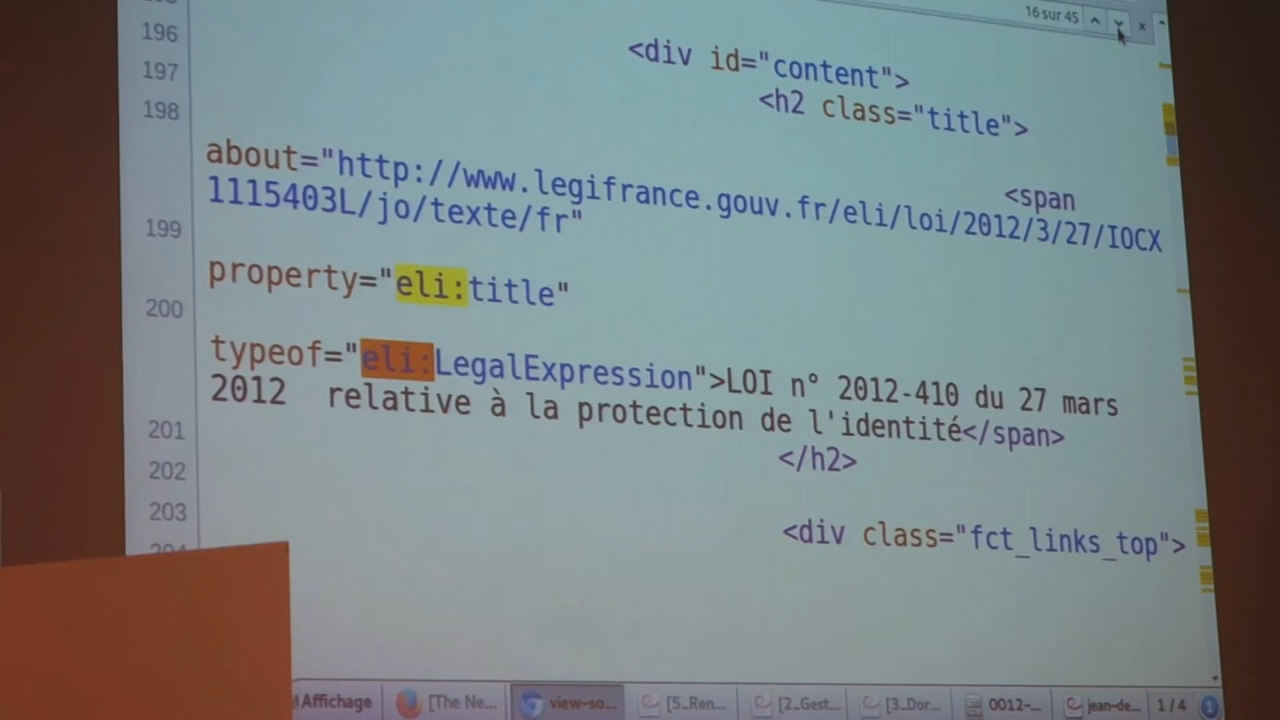 16 sur 45
196
<div id="content">
197
<h2 class="title">
198
<span
about="http://www.legifrance.gouv.fr/eli/loi/2012/3/27/IOCX
1115403L/jo/texte/fr"
199
property="eli:title"
200
typeof="eli:LegalExpression">LOI n° 2012-410 du 27 mars
2012 relative à la protection de l'identité</span>
201
</h2>
202
203
<div class="fct_links_top">
204
Affichage
[The Ne...
view-so...
[5_Ren...
[2_Gest...
[3_Dor...
0012-...
jean-de...
1 / 4